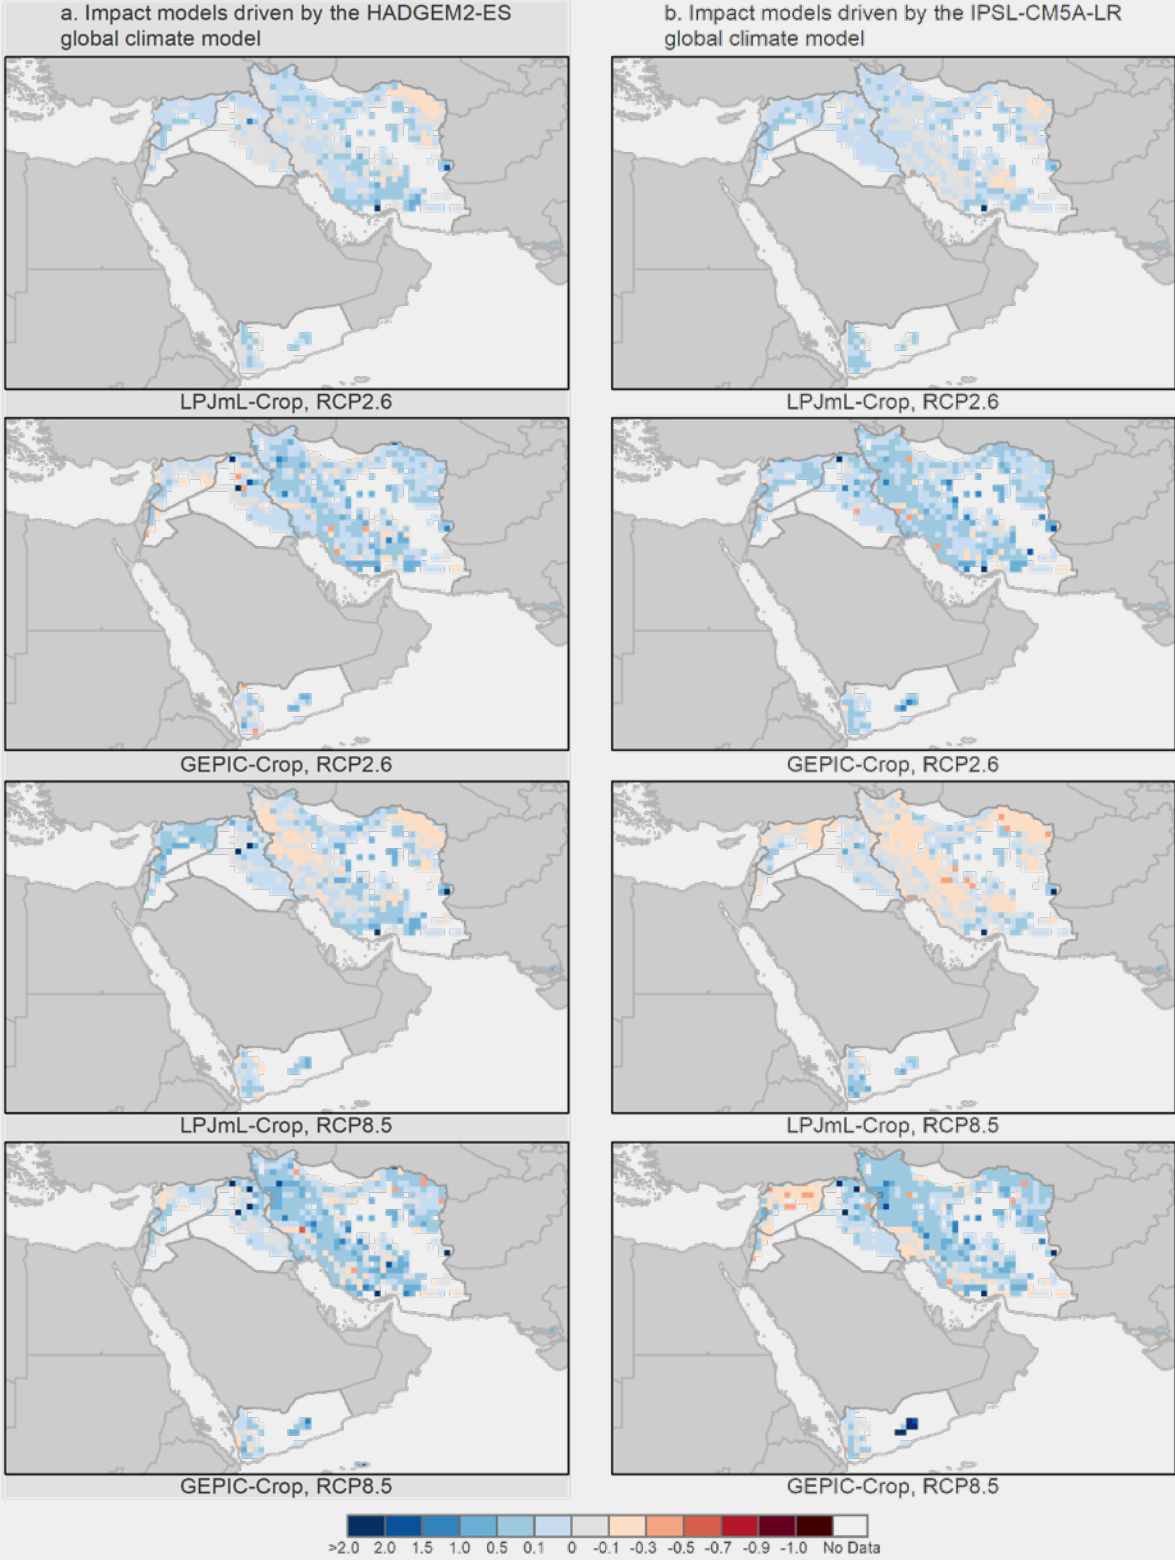 a. Impact models driven by the HADGEM2-ES
global climate model
b. Impact models driven by the IPSL-CM5A-LR
global climate model
LPJmL-Crop, RCP2.6
LPJmL-Crop, RCP2.6
GEPIC-Crop, RCP2.6
GEPIC-Crop, RCP2.6
LPJmL-Crop, RCP8.5
LPJmL-Crop, RCP8.5
GEPIC-Crop, RCP8.5
GEPIC-Crop, RCP8.5
>2.0 2.0 1.5 1.0 0.5 0.1 0 -0.1 -0.3 -0.5 -0.7 -0.9 -1.0 No Data